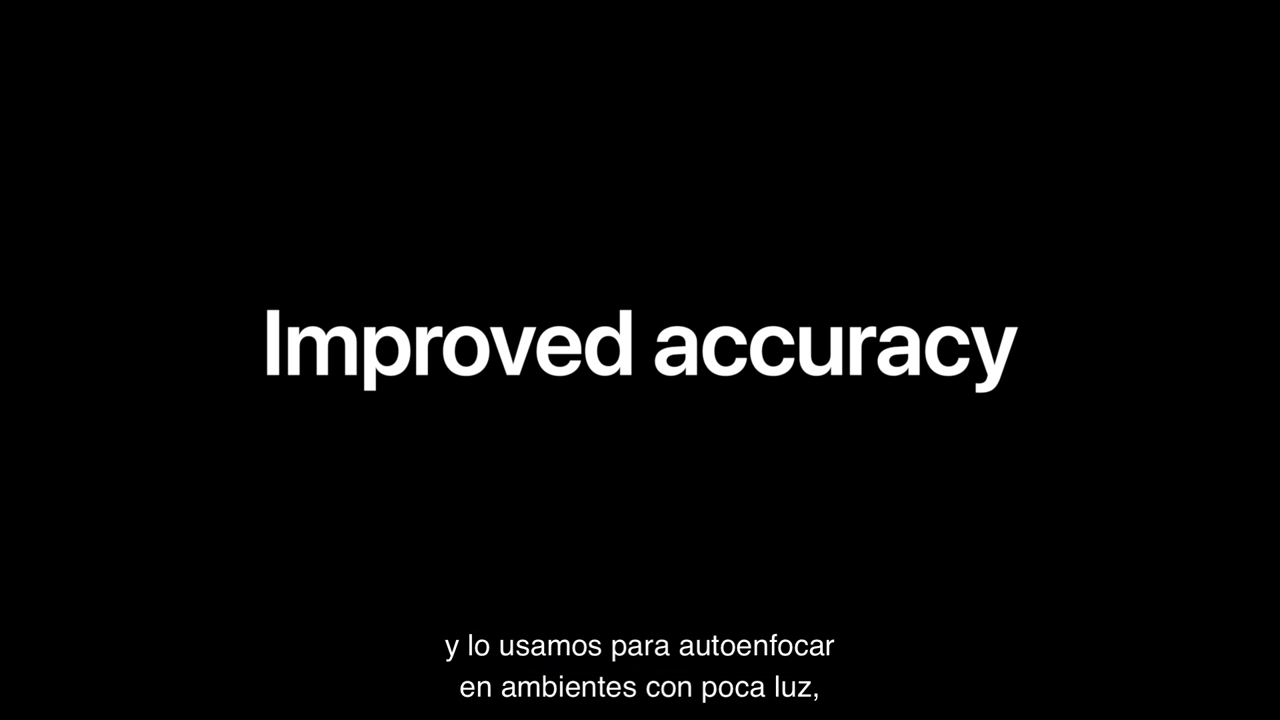 Improved accuracy
y lo usamos para autoenfocar
en ambientes con poca luz,